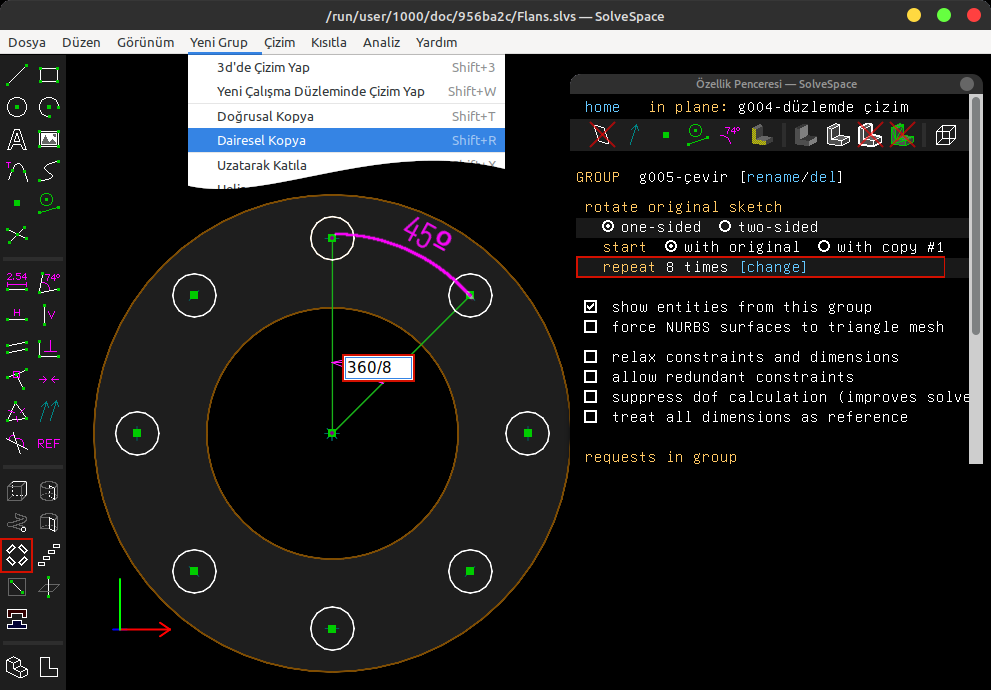 /run/user/1000/doc/956ba2c/Flans.slvs — SolveSpace
Dosya Düzen Görünüm Yeni Grup Çizim Kısıtla Analiz Yardım
3d'de Çizim Yap Shift+3
Yeni Çalışma Düzleminde Çizim Yap Shift+W
Doğrusal Kopya Shift+T
Dairesel Kopya Shift+R
Uzatarak Katıla
Özellik Penceresi — SolveSpace
home in plane: g004-düzlemde çizim
74º
GROUP g005-çevir [rename/del]
rotate original sketch
one-sided two-sided
start with original with copy #1
repeat 8 times [change]
show entities from this group
force NURBS surfaces to triangle mesh
relax constraints and dimensions
allow redundant constraints
suppress dof calculation (improves solve
treat all dimensions as reference
requests in group
45º
360/8
A
T
2.54 74º
H V
REF